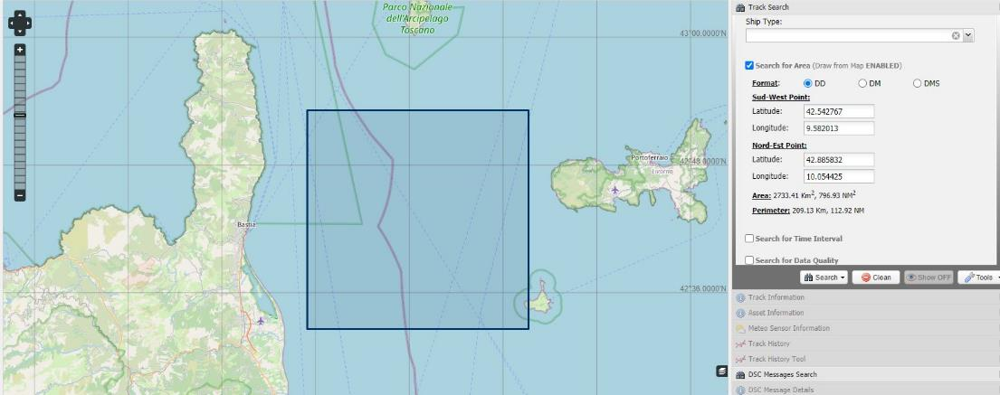 Parco Nazionale
dell'Arcipelago
Toscano
43°00.0000'N
Bastia
Portoferraio
42°48.0000'N
42°36.0000'N
Track Search
Ship Type:
Search for Area (Draw from Map ENABLED)
Format: DD DM DMS
Sud-West Point:
Latitude: 42.542767
Longitude: 9.582013
Nord-Est Point:
Latitude: 42.885832
Longitude: 10.054425
Area: 2733.41 Km², 796.93 NM²
Perimeter: 209.13 Km, 112.92 NM
Search for Time Interval
Search for Data Quality
Search Clean Show OFF Tools
Track Information
Asset Information
Meteo Sensor Information
Track History
Track History Tool
DSC Messages Search
DSC Message Details